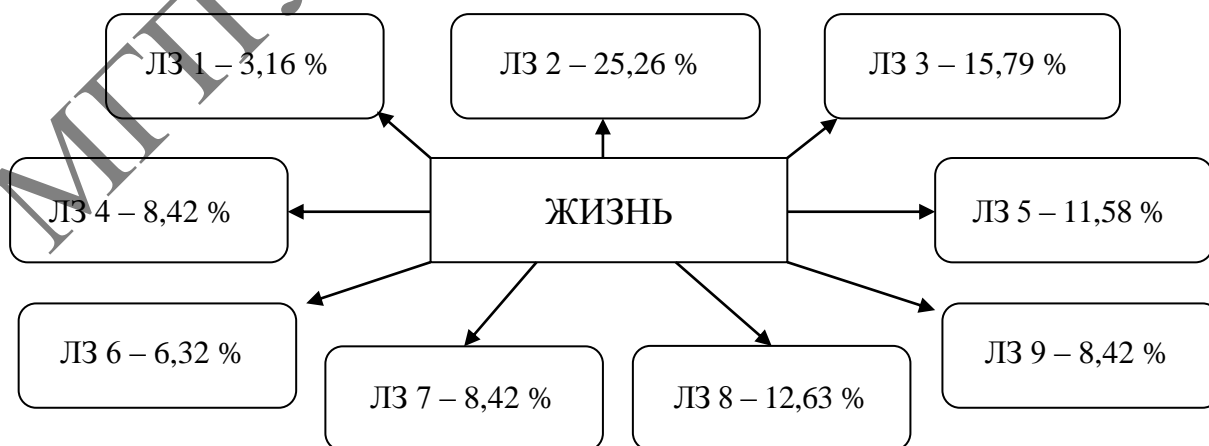 ЛЗ 1 – 3,16 %
ЛЗ 2 – 25,26 %
ЛЗ 3 – 15,79 %
ЛЗ 4 – 8,42 %
ЖИЗНЬ
ЛЗ 5 – 11,58 %
ЛЗ 6 – 6,32 %
ЛЗ 7 – 8,42 %
ЛЗ 8 – 12,63 %
ЛЗ 9 – 8,42 %